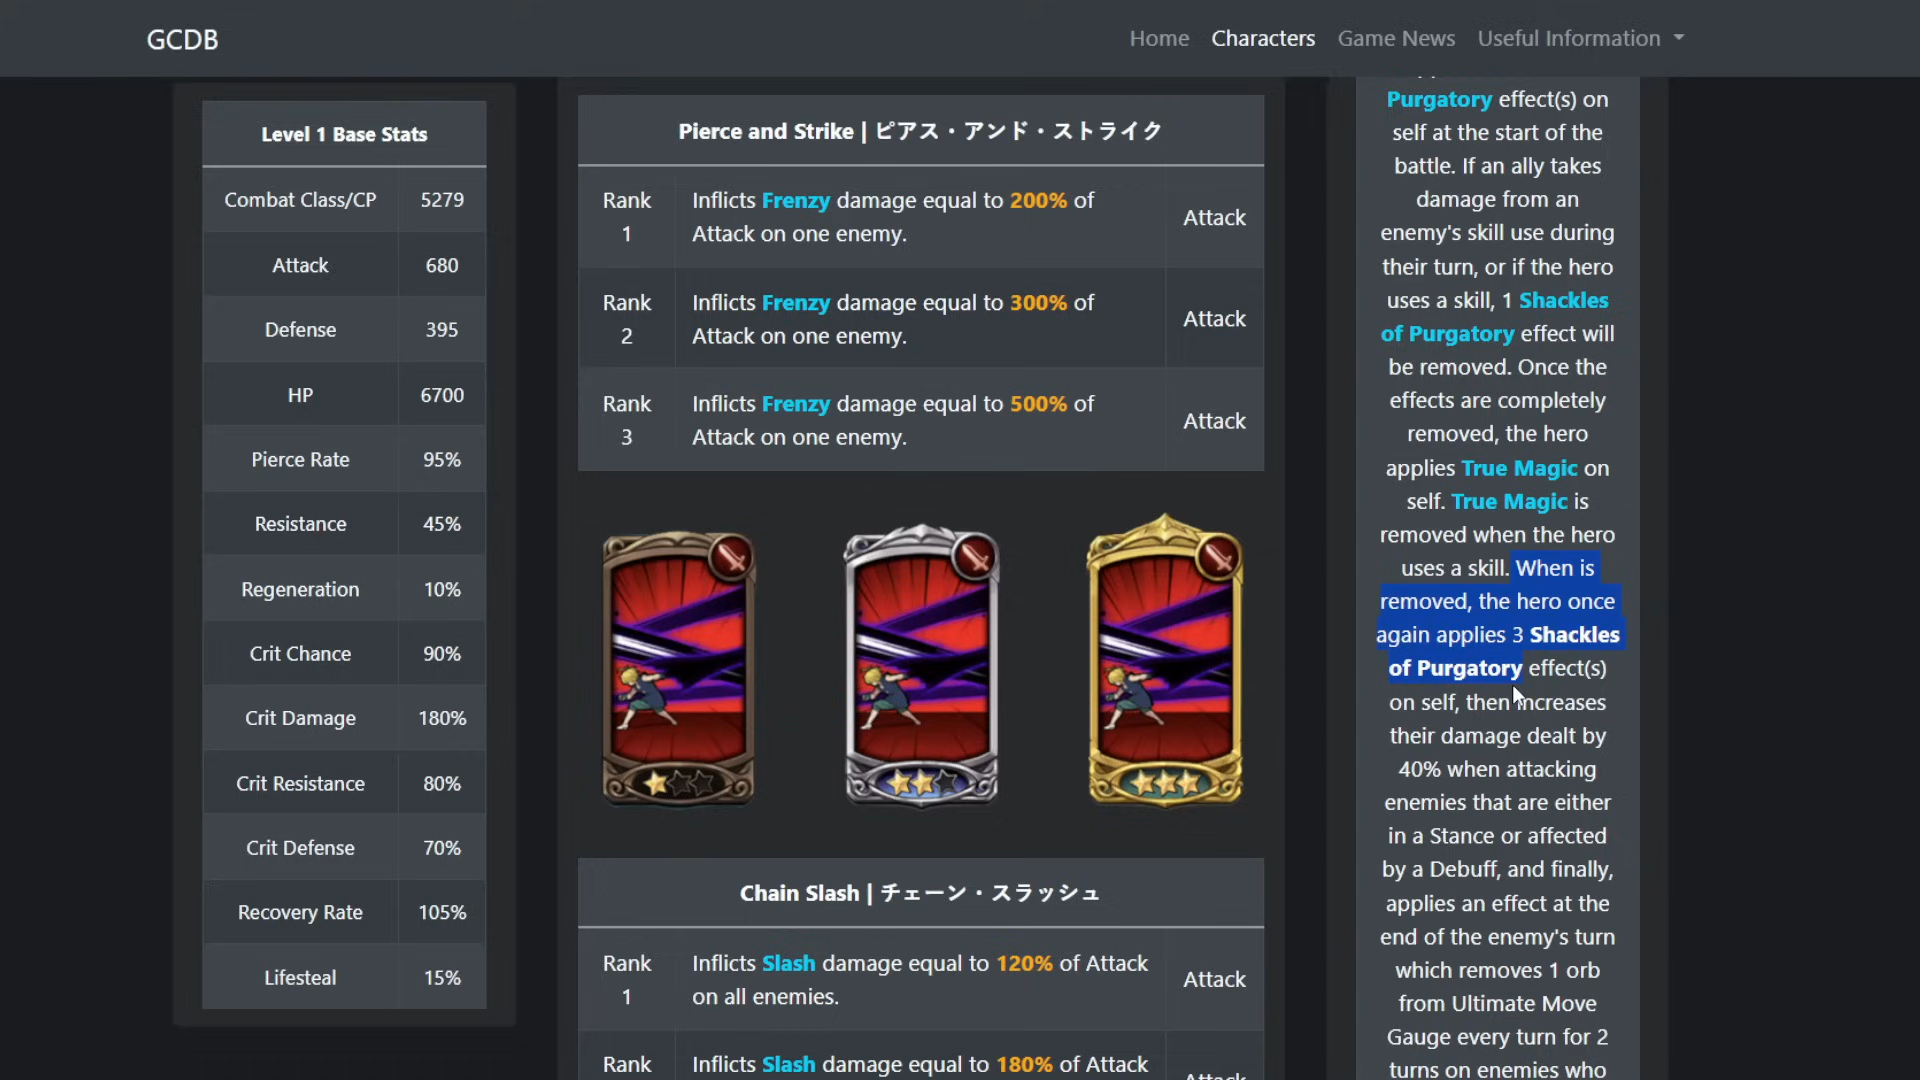 GCDB
Home
Characters
Game News
Useful Information
Level 1 Base Stats
Combat Class/CP 5279
Attack 680
Defense 395
HP 6700
Pierce Rate 95%
Resistance 45%
Regeneration 10%
Crit Chance 90%
Crit Damage 180%
Crit Resistance 80%
Crit Defense 70%
Recovery Rate 105%
Lifesteal 15%
Pierce and Strike | ピアス・アンド・ストライク
Rank
1
Inflicts Frenzy damage equal to 200% of
Attack on one enemy.
Attack
Rank
2
Inflicts Frenzy damage equal to 300% of
Attack on one enemy.
Attack
Rank
3
Inflicts Frenzy damage equal to 500% of
Attack on one enemy.
Attack
Chain Slash | チェーン・スラッシュ
Rank
1
Inflicts Slash damage equal to 120% of Attack
on all enemies.
Attack
Rank
Inflicts Slash damage equal to 180% of Attack
Attack
Purgatory effect(s) on
self at the start of the
battle. If an ally takes
damage from an
enemy's skill use during
their turn, or if the hero
uses a skill, 1 Shackles
of Purgatory effect will
be removed. Once the
effects are completely
removed, the hero
applies True Magic on
self. True Magic is
removed when the hero
uses a skill. When is
removed, the hero once
again applies 3 Shackles
of Purgatory effect(s)
on self, then increases
their damage dealt by
40% when attacking
enemies that are either
in a Stance or affected
by a Debuff, and finally,
applies an effect at the
end of the enemy's turn
which removes 1 orb
from Ultimate Move
Gauge every turn for 2
turns on enemies who